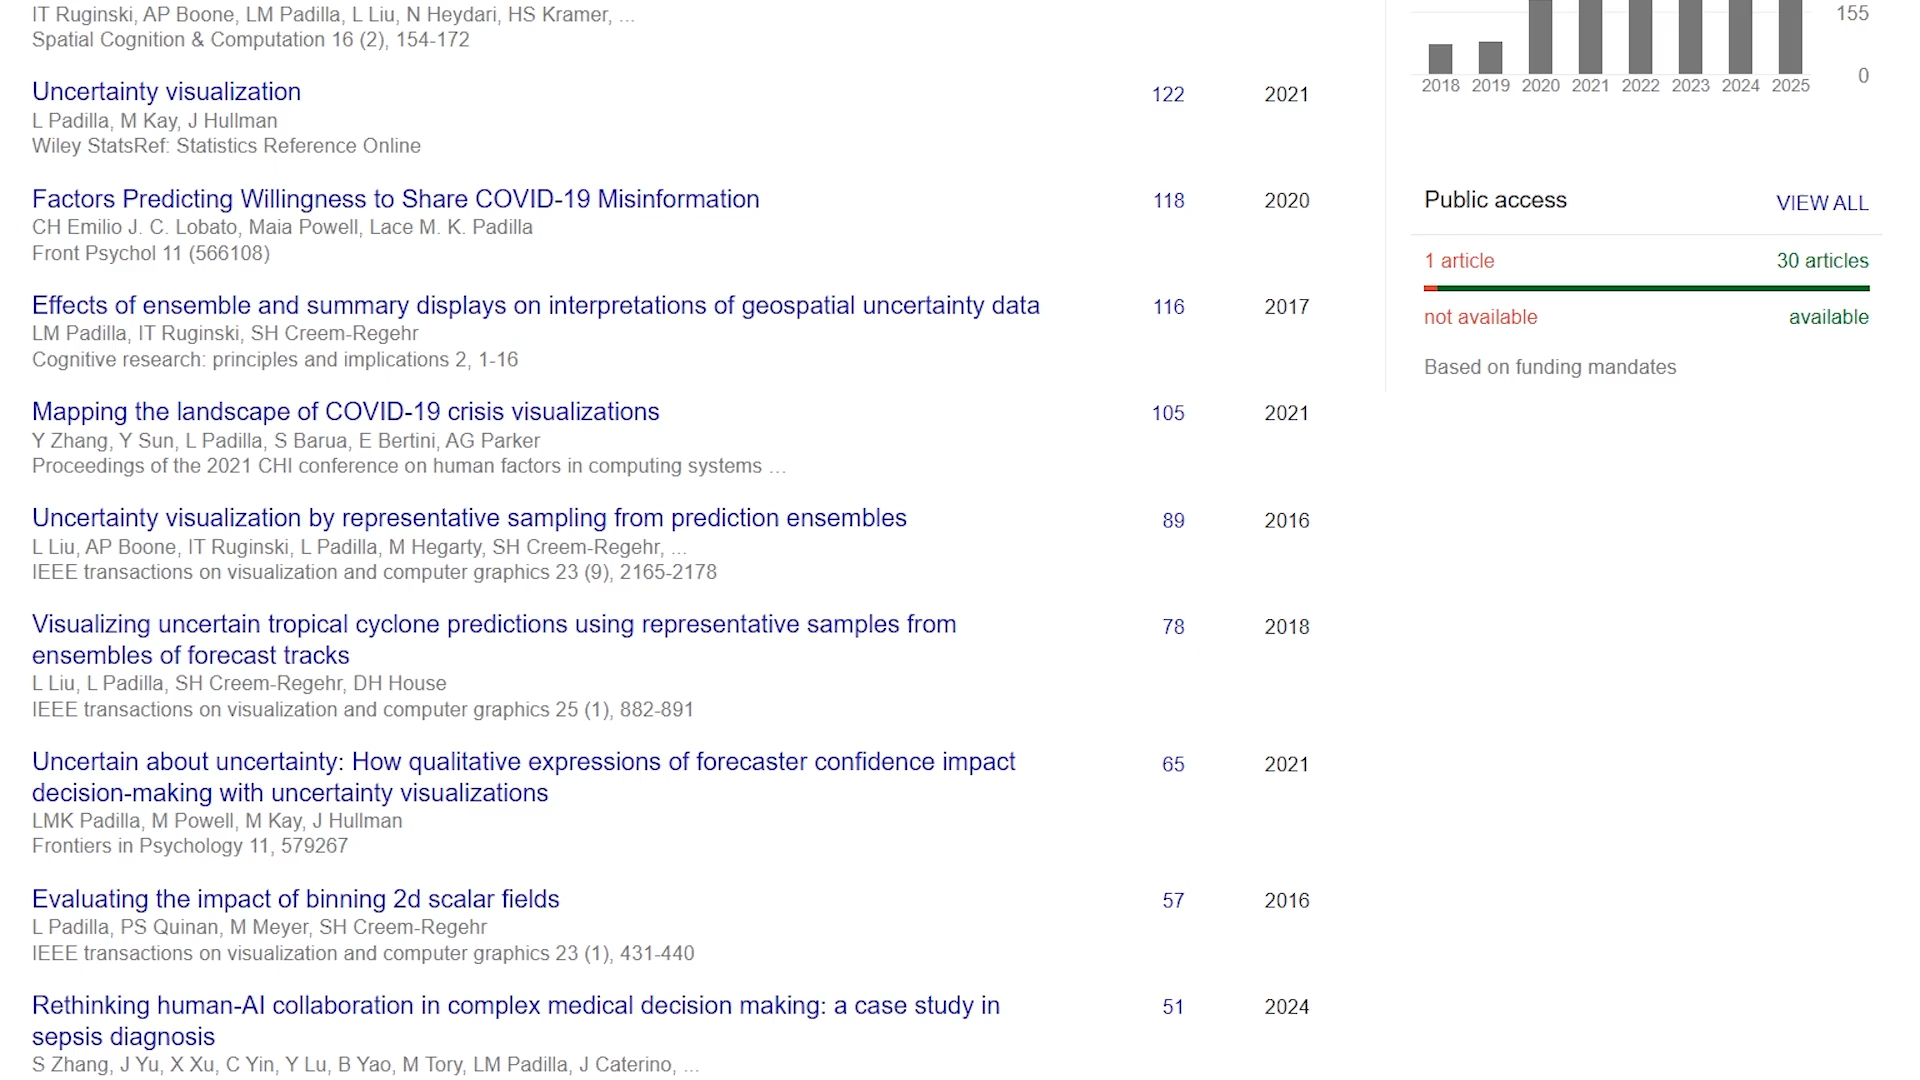 IT Ruginski, AP Boone, LM Padilla, L Liu, N Heydari, HS Kramer, ...
Spatial Cognition & Computation 16 (2), 154-172
Uncertainty visualization 122 2021
L Padilla, M Kay, J Hullman
Wiley StatsRef: Statistics Reference Online
Factors Predicting Willingness to Share COVID-19 Misinformation 118 2020
CH Emilio J. C. Lobato, Maia Powell, Lace M. K. Padilla
Front Psychol 11 (566108)
Effects of ensemble and summary displays on interpretations of geospatial uncertainty data 116 2017
LM Padilla, IT Ruginski, SH Creem-Regehr
Cognitive research: principles and implications 2, 1-16
Mapping the landscape of COVID-19 crisis visualizations 105 2021
Y Zhang, Y Sun, L Padilla, S Barua, E Bertini, AG Parker
Proceedings of the 2021 CHI conference on human factors in computing systems ...
Uncertainty visualization by representative sampling from prediction ensembles 89 2016
L Liu, AP Boone, IT Ruginski, L Padilla, M Hegarty, SH Creem-Regehr, ...
IEEE transactions on visualization and computer graphics 23 (9), 2165-2178
Visualizing uncertain tropical cyclone predictions using representative samples from 78 2018
ensembles of forecast tracks
L Liu, L Padilla, SH Creem-Regehr, DH House
IEEE transactions on visualization and computer graphics 25 (1), 882-891
Uncertain about uncertainty: How qualitative expressions of forecaster confidence impact 65 2021
decision-making with uncertainty visualizations
LMK Padilla, M Powell, M Kay, J Hullman
Frontiers in Psychology 11, 579267
Evaluating the impact of binning 2d scalar fields 57 2016
L Padilla, PS Quinan, M Meyer, SH Creem-Regehr
IEEE transactions on visualization and computer graphics 23 (1), 431-440
Rethinking human-AI collaboration in complex medical decision making: a case study in 51 2024
sepsis diagnosis
S Zhang, J Yu, X Xu, C Yin, Y Lu, B Yao, M Tory, LM Padilla, J Caterino, ...
155
0
2018 2019 2020 2021 2022 2023 2024 2025
Public access VIEW ALL
1 article 30 articles
not available available
Based on funding mandates